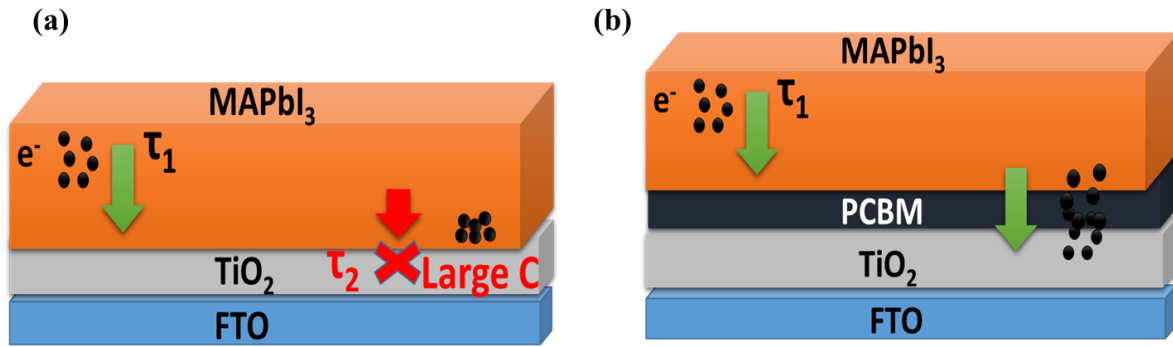 (a)
MAPbI₃
e⁻
τ₁
TiO₂
τ₂
Large C
FTO
(b)
MAPbI₃
e⁻
τ₁
PCBM
TiO₂
FTO